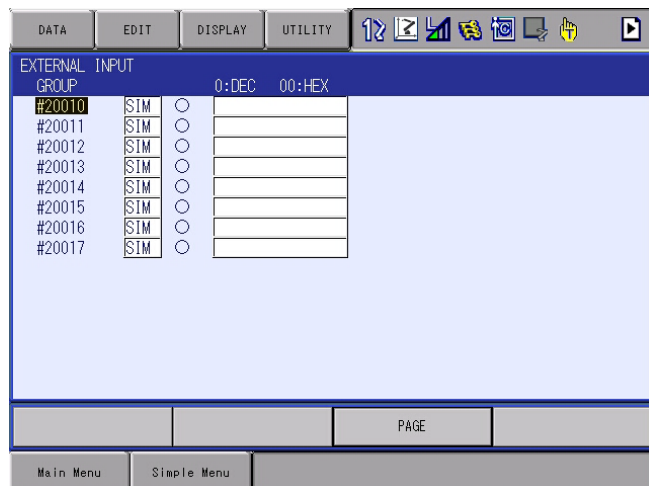 DATA EDIT DISPLAY UTILITY
EXTERNAL INPUT
GROUP 0:DEC 00:HEX
#20010 SIM
#20011 SIM
#20012 SIM
#20013 SIM
#20014 SIM
#20015 SIM
#20016 SIM
#20017 SIM
PAGE
Main Menu Simple Menu